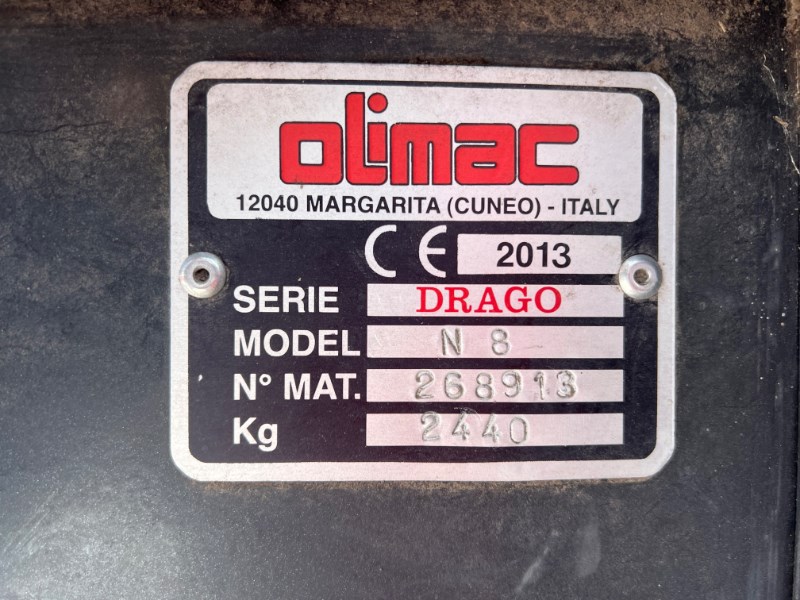 olimac
12040 MARGARITA (CUNEO) - ITALY
CE 2013
SERIE DRAGO
MODEL N 8
N° MAT. 268913
Kg 2440